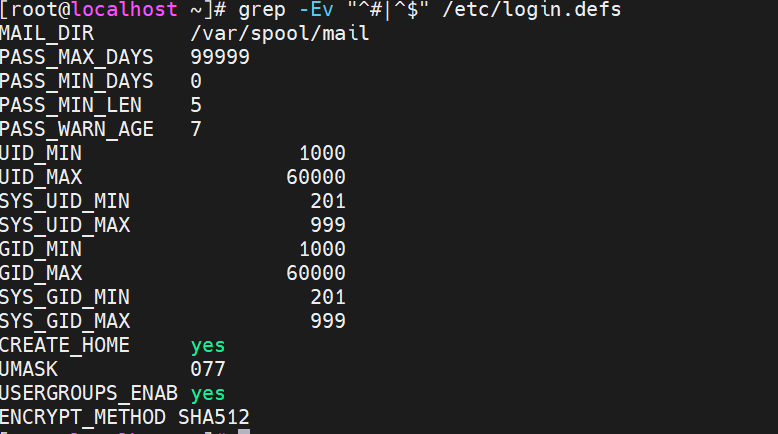 [root@localhost ~]# grep -Ev "^#|^$" /etc/login.defs
MAIL_DIR        /var/spool/mail
PASS_MAX_DAYS   99999
PASS_MIN_DAYS   0
PASS_MIN_LEN    5
PASS_WARN_AGE   7
UID_MIN                  1000
UID_MAX                 60000
SYS_UID_MIN               201
SYS_UID_MAX               999
GID_MIN                  1000
GID_MAX                 60000
SYS_GID_MIN               201
SYS_GID_MAX               999
CREATE_HOME     yes
UMASK           077
USERGROUPS_ENAB yes
ENCRYPT_METHOD SHA512